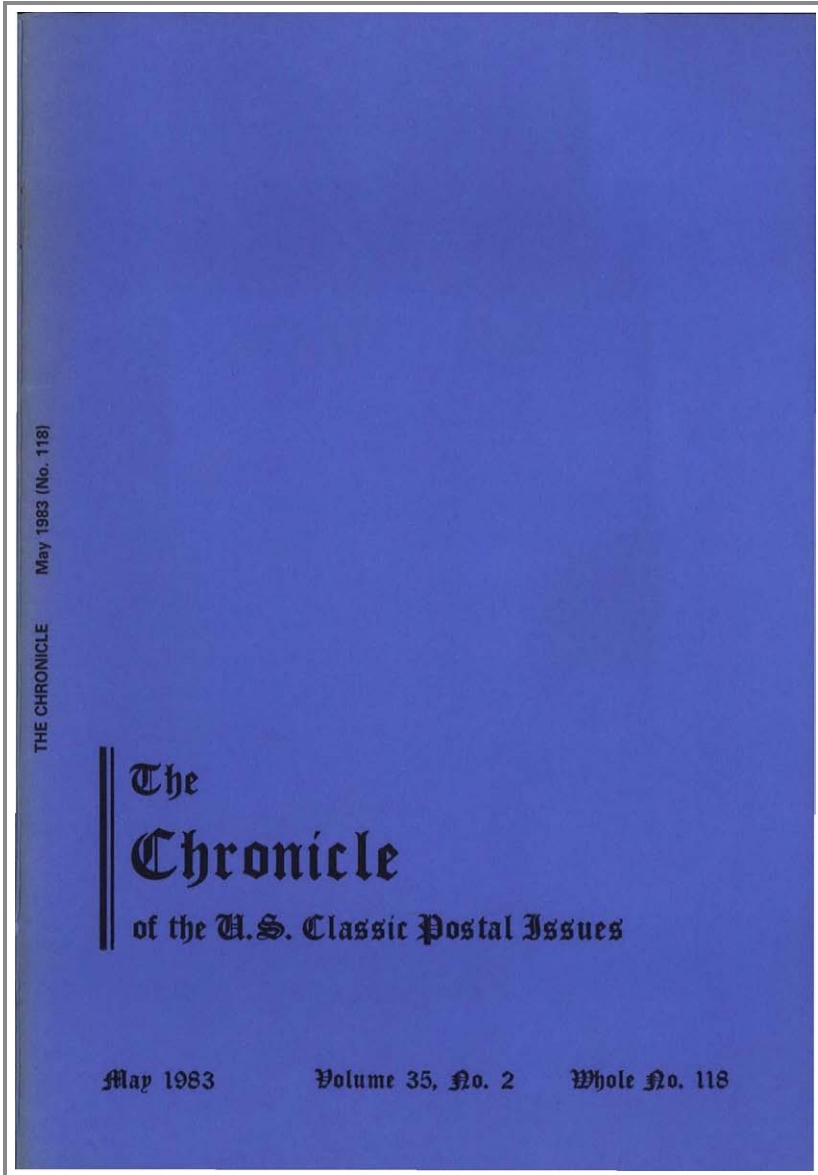 THE CHRONICLE May 1983 (No. 118)
The
Chronicle
of the U.S. Classic Postal Issues
May 1983 Volume 35, No. 2 Whole No. 118